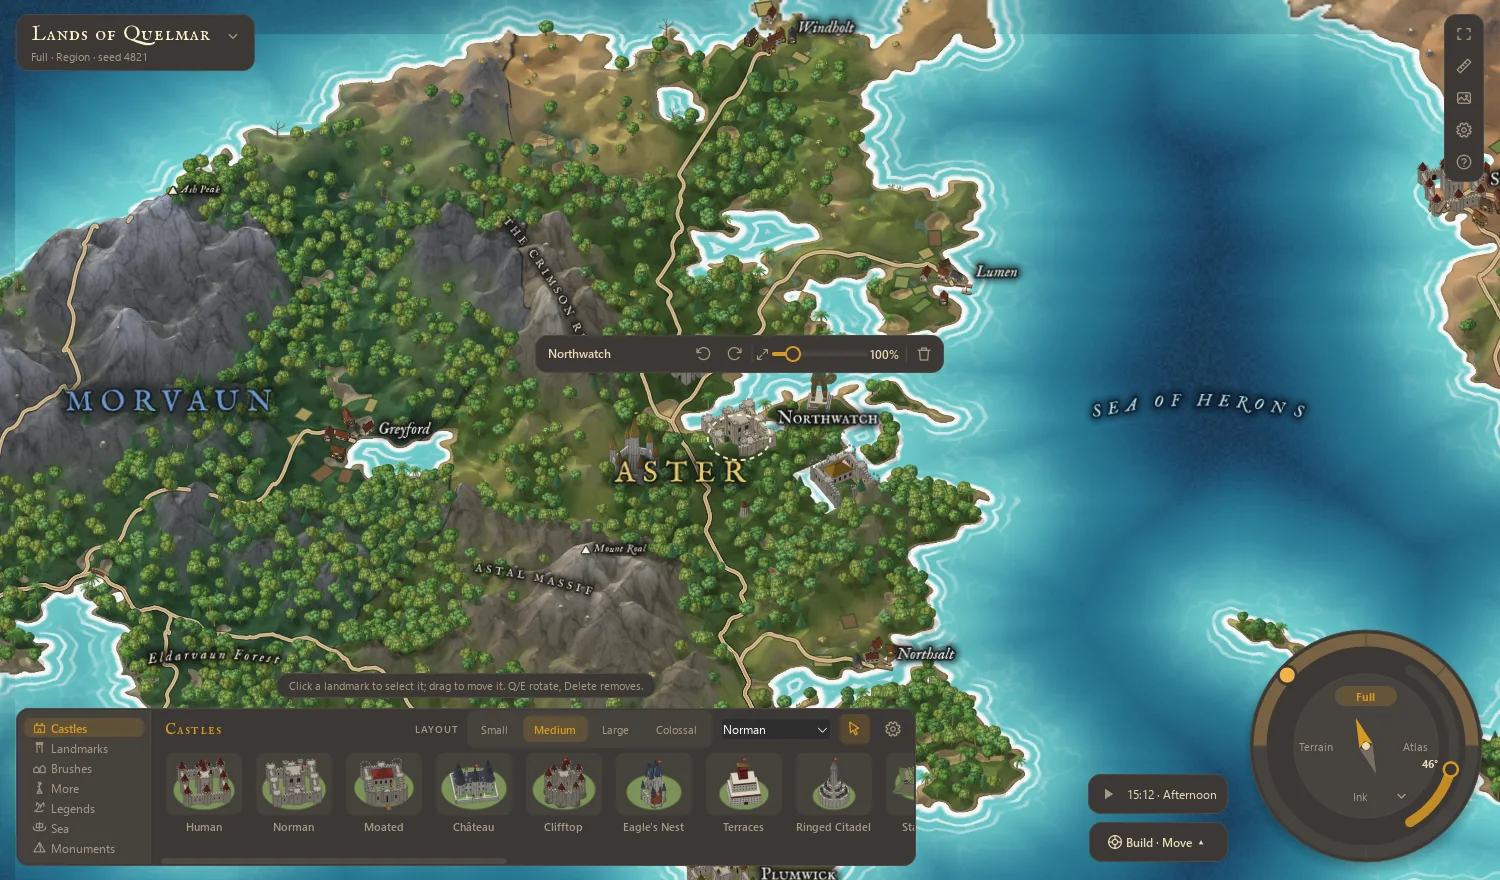 Lands of Quelmar
Full · Region · seed 4821
Windholt
Ash Peak
THE CRIMSON
Lumen
Northwatch
100%
MORVAUN
Greyford
Northwatch
SEA OF HERONS
ASTER
Mount Roal
ASTAL MASSIF
Eldarvaun Forest
Northsalt
Click a landmark to select it; drag to move it. Q/E rotate, Delete removes.
Castles
Landmarks
Brushes
More
Legends
Sea
Monuments
Castles
LAYOUT
Small
Medium
Large
Colossal
Norman
Human
Norman
Moated
Château
Clifftop
Eagle's Nest
Terraces
Ringed Citadel
Full
Terrain
Atlas
46°
Ink
15:12 · Afternoon
Build · Move
Plumwick